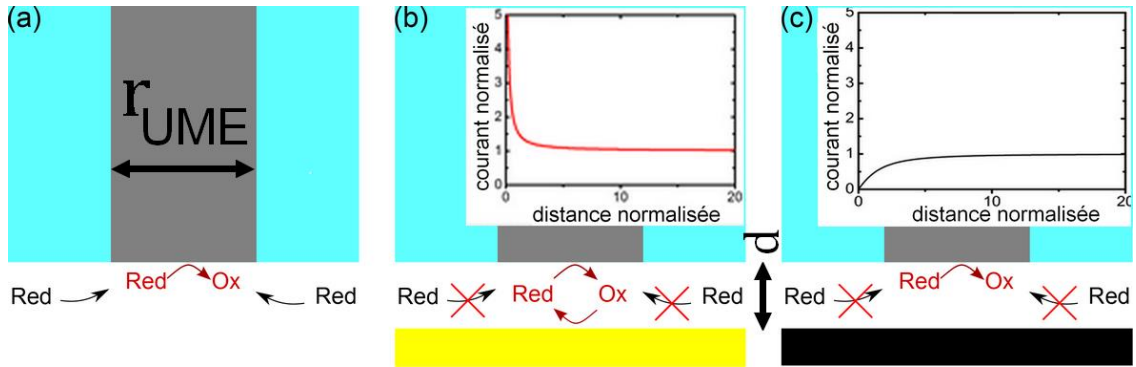 (a)
r UME
Red
Red
Ox
Red
(b)
courant normalisé
5
4
3
2
1
0
0
10
20
distance normalisée
Red
Red
Ox
Red
d
(c)
courant normalisé
5
4
3
2
1
0
0
10
20
distance normalisée
Red
Red
Ox